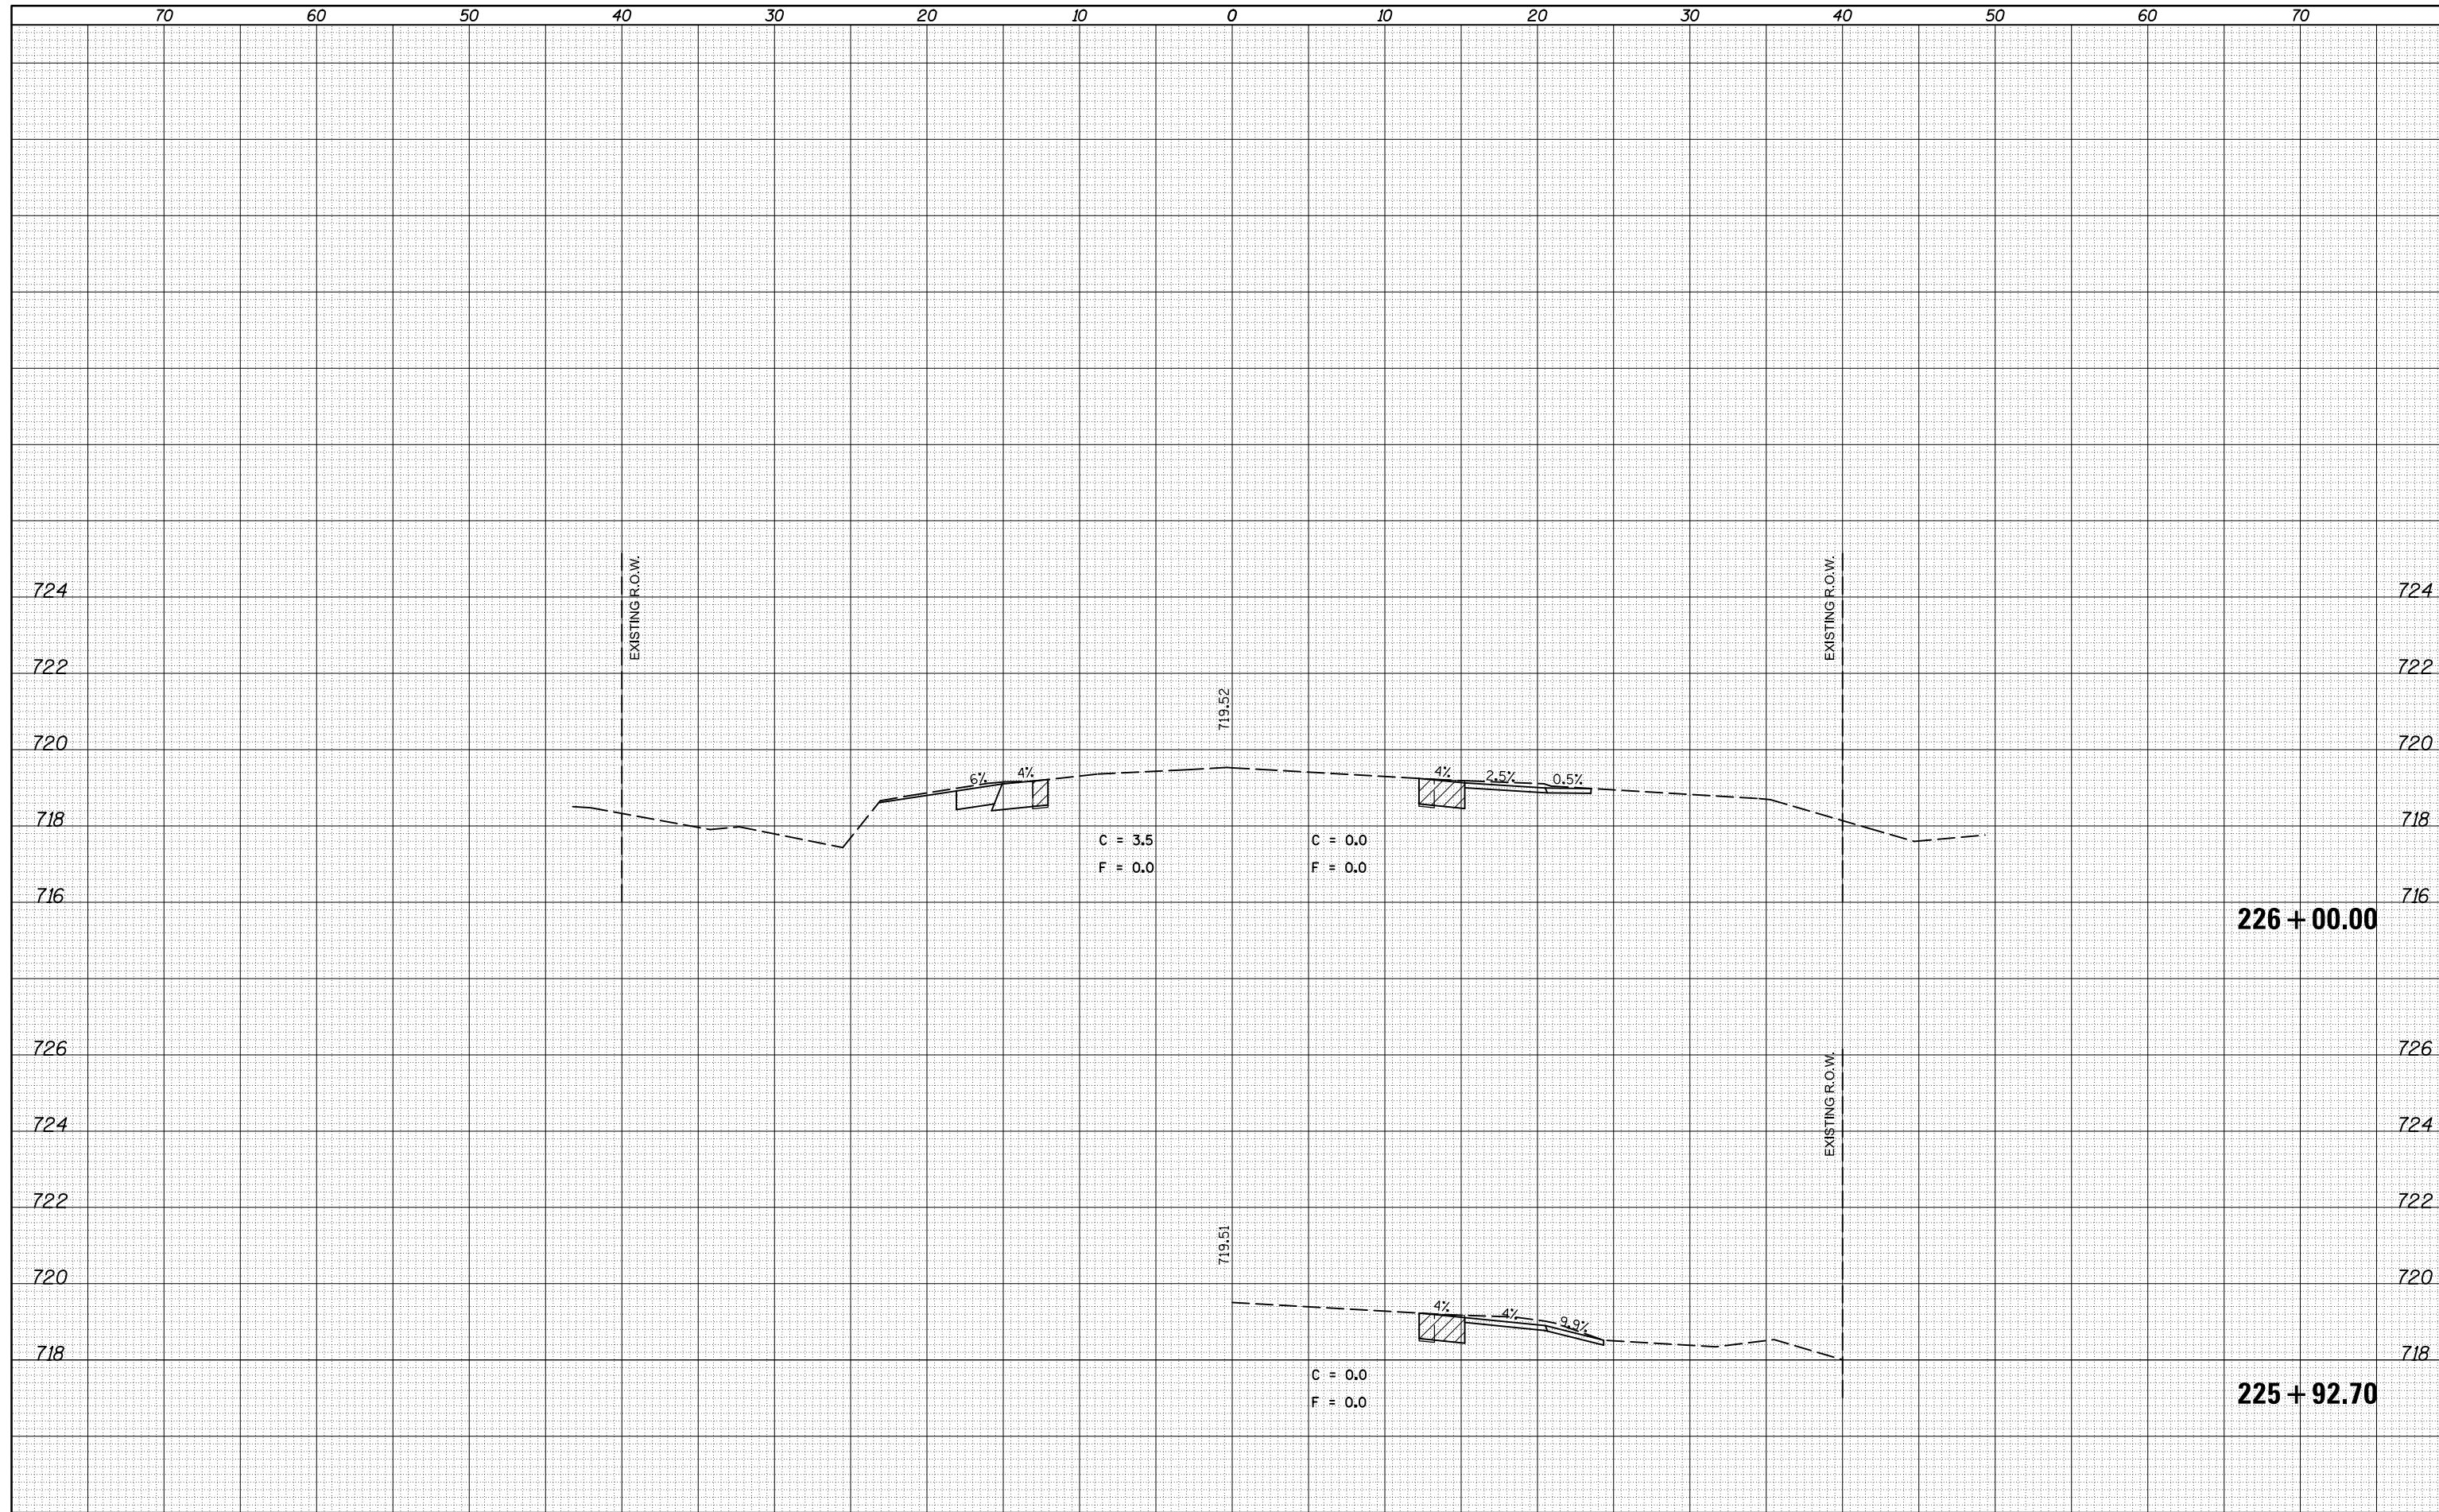 70 60 50 40 30 20 10 0 10 20 30 40 50 60 70
EXISTING R.O.W.
EXISTING R.O.W.
724 724
722 722
719.52
720 720
6% 4% 4% 2.5% 0.5%
718 718
C = 3.5 C = 0.0
F = 0.0 F = 0.0
716 716
226 + 00.00
726 726
EXISTING R.O.W.
724 724
722 722
719.51
720 720
4% 4% 9.9%
718 718
C = 0.0
F = 0.0
225 + 92.70